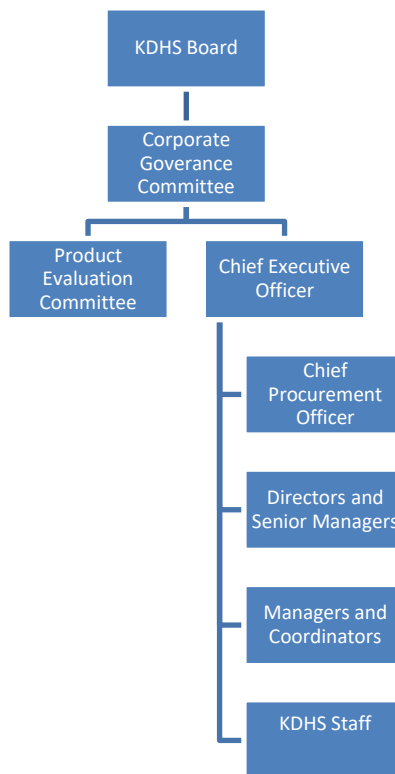 KDHS Board
Corporate
Goverance
Committee
Product
Evaluation
Committee
Chief Executive
Officer
Chief
Procurement
Officer
Directors and
Senior Managers
Managers and
Coordinators
KDHS Staff